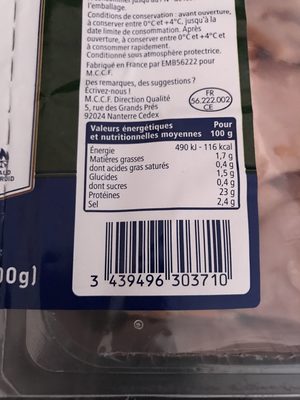 l'emballage.
Conditions de conservation : avant ouverture,
à conserver entre 0°C et +4°C, jusqu'à la
date limite de consommation. Après
ouverture, à conserver entre 0°C et +4°C et
à consommer rapidement.
Conditionné sous atmosphère protectrice.
Fabriqué en France par EMB56222 pour
M.C.C.F.
Des remarques, des suggestions ?
Écrivez-nous !
M.C.C.F. Direction Qualité
5, rue des Grands Prés
92024 Nanterre Cedex
FR
56.222.002
CE
Valeurs énergétiques Pour
et nutritionnelles moyennes 100 g
Énergie 490 kJ - 116 kcal
Matières grasses 1,7 g
dont acides gras saturés 0,4 g
Glucides 1,5 g
dont sucres 0,4 g
Protéines 23 g
Sel 2,4 g
00g)
3 439496 303710